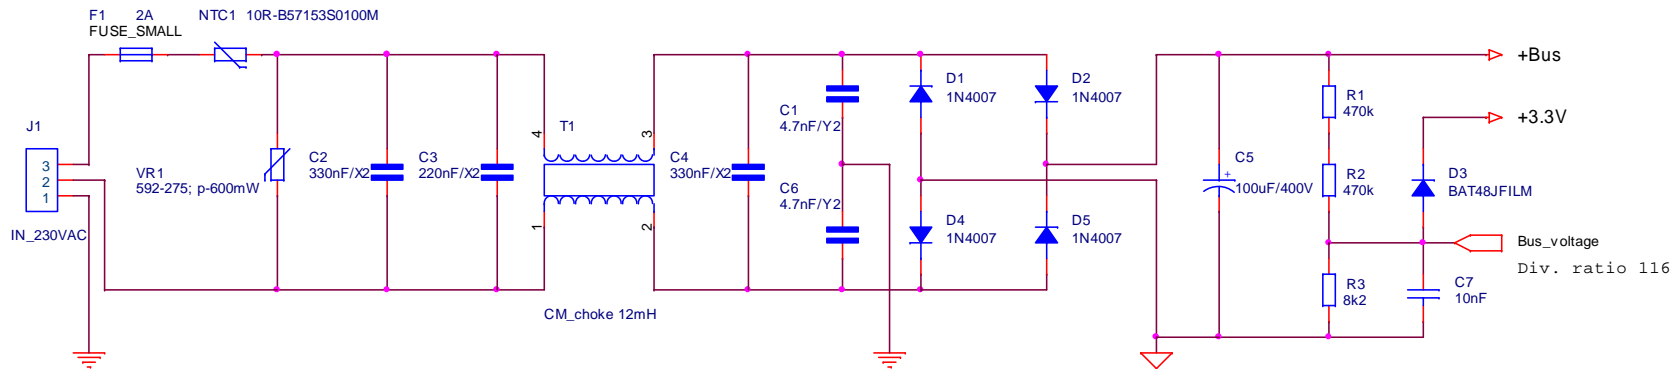 F1 2A
FUSE_SMALL
NTC1 10R-B57153S0100M
J1
3
2
1
IN_230VAC
VR1
592-275; p-600mW
C2
330nF/X2
C3
220nF/X2
4
T1
3
1
2
CM_choke 12mH
C4
330nF/X2
C1
4.7nF/Y2
C6
4.7nF/Y2
D1
1N4007
D2
1N4007
D4
1N4007
D5
1N4007
C5
+
100uF/400V
R1
470k
R2
470k
R3
8k2
+Bus
+3.3V
D3
BAT48JFILM
Bus_voltage
Div. ratio 116
C7
10nF